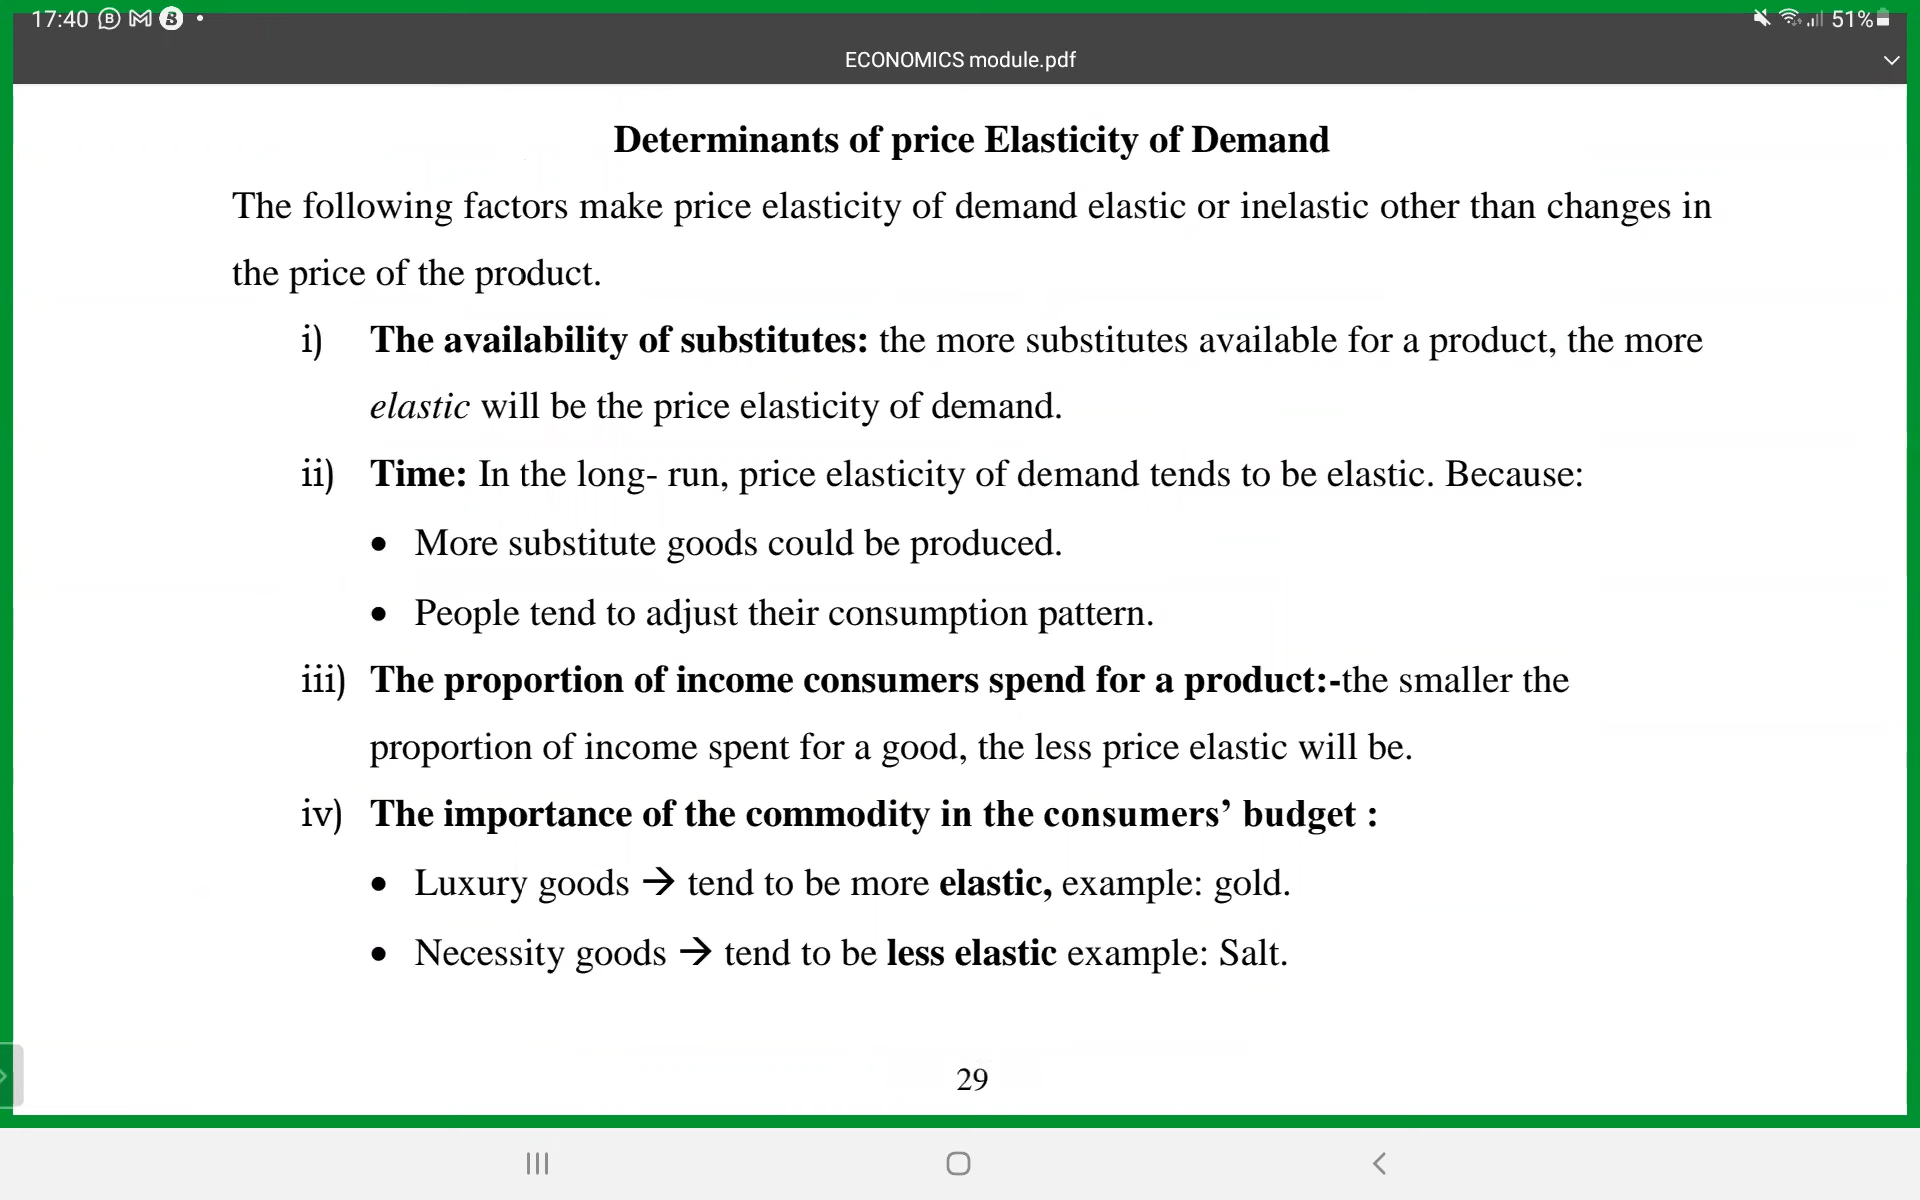 17:40
51%
ECONOMICS module.pdf
Determinants of price Elasticity of Demand
The following factors make price elasticity of demand elastic or inelastic other than changes in
the price of the product.
i) The availability of substitutes: the more substitutes available for a product, the more
elastic will be the price elasticity of demand.
ii) Time: In the long- run, price elasticity of demand tends to be elastic. Because:
• More substitute goods could be produced.
• People tend to adjust their consumption pattern.
iii) The proportion of income consumers spend for a product:-the smaller the
proportion of income spent for a good, the less price elastic will be.
iv) The importance of the commodity in the consumers’ budget :
• Luxury goods → tend to be more elastic, example: gold.
• Necessity goods → tend to be less elastic example: Salt.
29